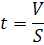 t = V/S